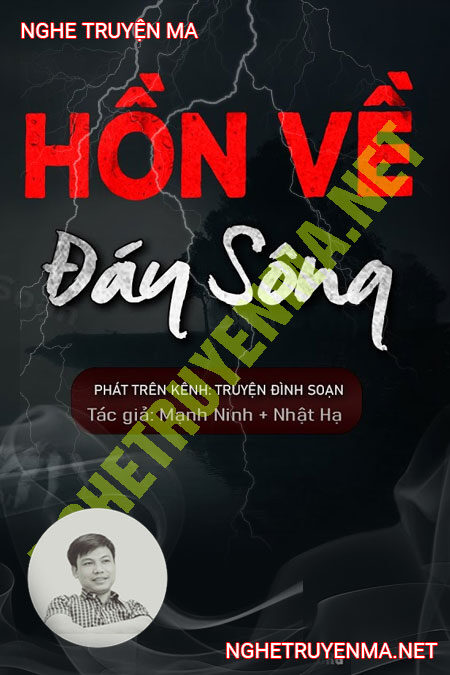 NGHE TRUYỆN MA
HỒN VỀ
Đáy Sông
PHÁT TRÊN KÊNH: TRUYỆN ĐÌNH SOẠN
Tác giả: Mạnh Ninh + Nhật Hạ
NGHETRUYENMA.NET
NGHETRUYENMA.NET